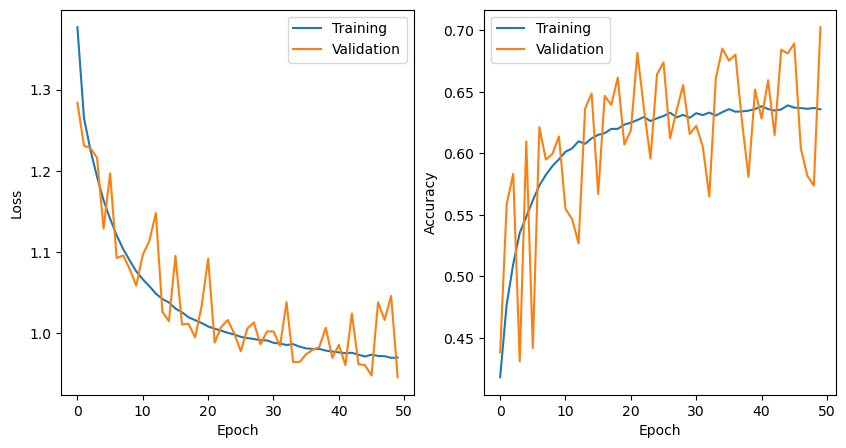 Training
Validation
1.3
1.2
1.1
1.0
Loss
0 10 20 30 40 50
Epoch
Training
Validation
0.70
0.65
0.60
0.55
0.50
0.45
Accuracy
0 10 20 30 40 50
Epoch